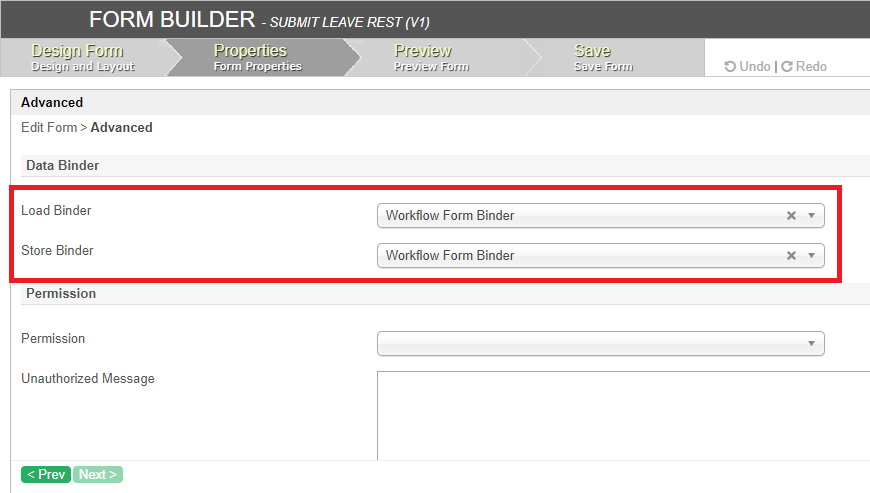 FORM BUILDER - SUBMIT LEAVE REST (V1)
Design Form Properties Preview Save
Design and Layout Form Properties Preview Form Save Form
Undo | Redo
Advanced
Edit Form > Advanced
Data Binder
Load Binder Workflow Form Binder
Store Binder Workflow Form Binder
Permission
Permission
Unauthorized Message
< Prev Next >